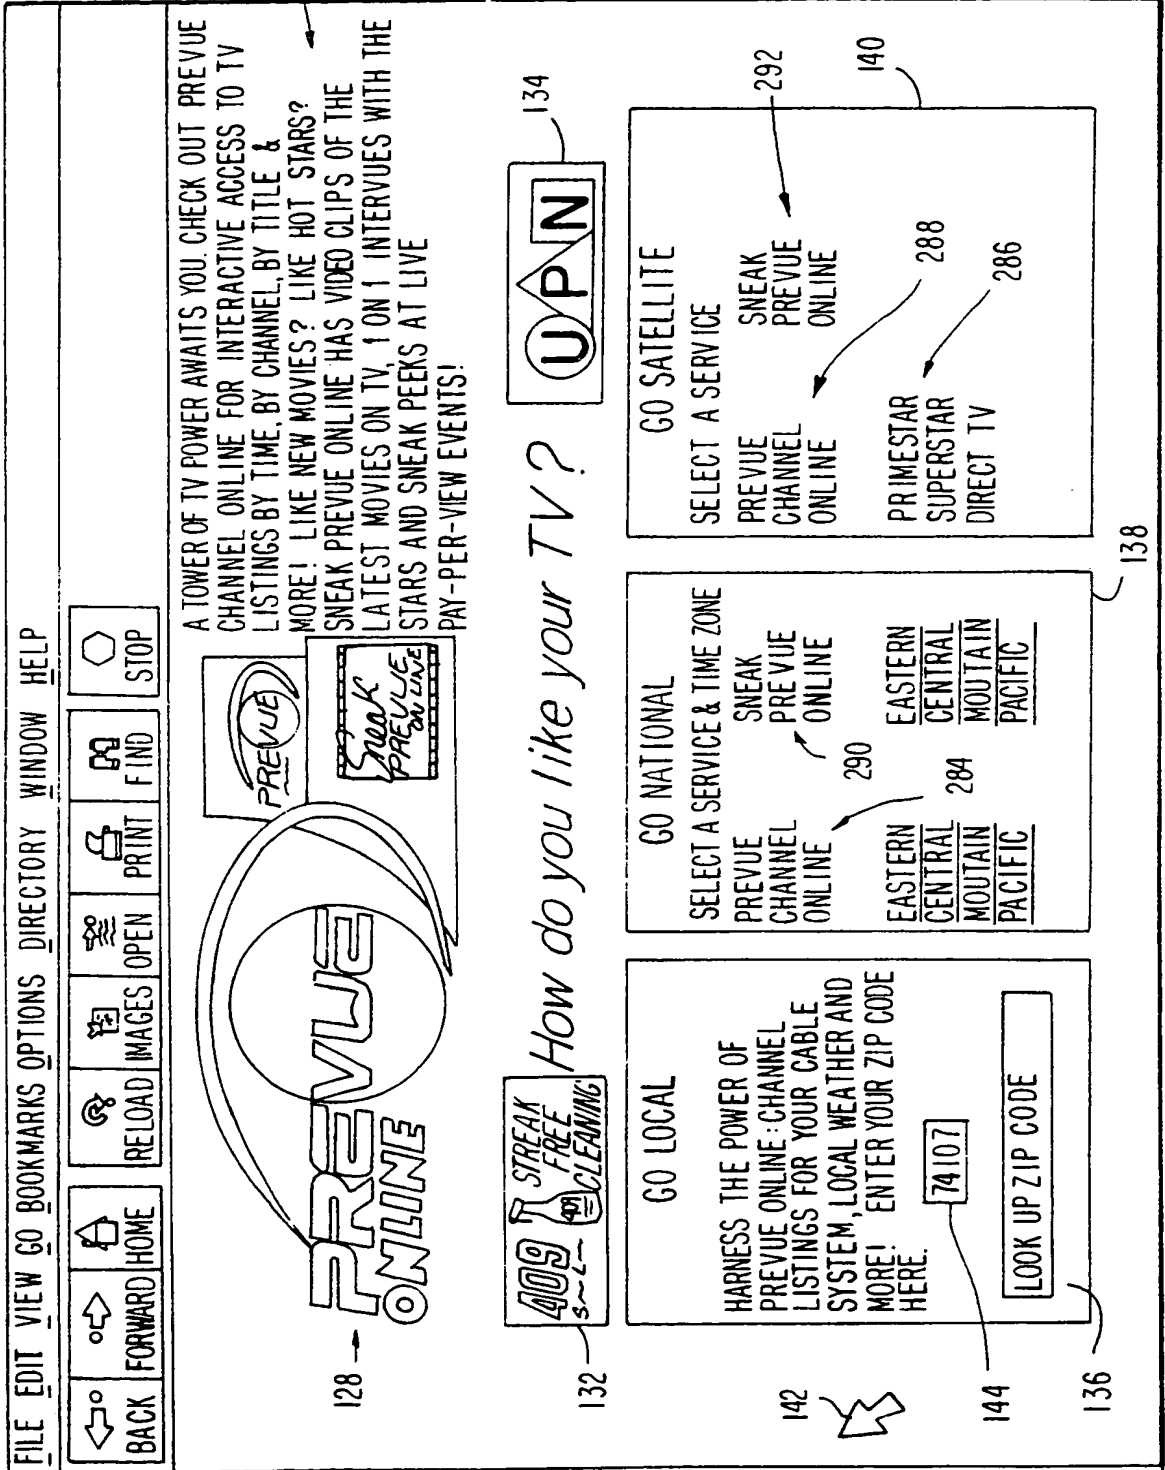 FILE EDIT VIEW GO BOOKMARKS OPTIONS DIRECTORY WINDOW HELP
BACK FORWARD HOME RELOAD IMAGES OPEN PRINT FIND STOP
128
PREVUE
ONLINE
PREVUE
Sneak
PREVUE
ON LINE
A TOWER OF TV POWER AWAITS YOU. CHECK OUT PREVUE
CHANNEL ONLINE FOR INTERACTIVE ACCESS TO TV
LISTINGS BY TIME, BY CHANNEL, BY TITLE &
MORE! LIKE NEW MOVIES? LIKE HOT STARS?
SNEAK PREVUE ONLINE HAS VIDEO CLIPS OF THE
LATEST MOVIES ON TV, 1 ON 1 INTERVUES WITH THE
STARS AND SNEAK PEEKS AT LIVE
PAY-PER-VIEW EVENTS!
132
409
STREAK
FREE
CLEANING
409
How do you like your TV?
UPN
134
142
GO LOCAL
HARNESS THE POWER OF
PREVUE ONLINE: CHANNEL
LISTINGS FOR YOUR CABLE
SYSTEM, LOCAL WEATHER AND
MORE! ENTER YOUR ZIP CODE
HERE.
74107
LOOK UP ZIP CODE
144
136
GO NATIONAL
SELECT A SERVICE & TIME ZONE
PREVUE
CHANNEL
ONLINE
284
EASTERN
CENTRAL
MOUTAIN
PACIFIC
SNEAK
PREVUE
ONLINE
290
EASTERN
CENTRAL
MOUTAIN
PACIFIC
138
GO SATELLITE
SELECT A SERVICE
PREVUE
CHANNEL
ONLINE
288
SNEAK
PREVUE
ONLINE
292
PRIMESTAR
SUPERSTAR
DIRECT TV
286
140